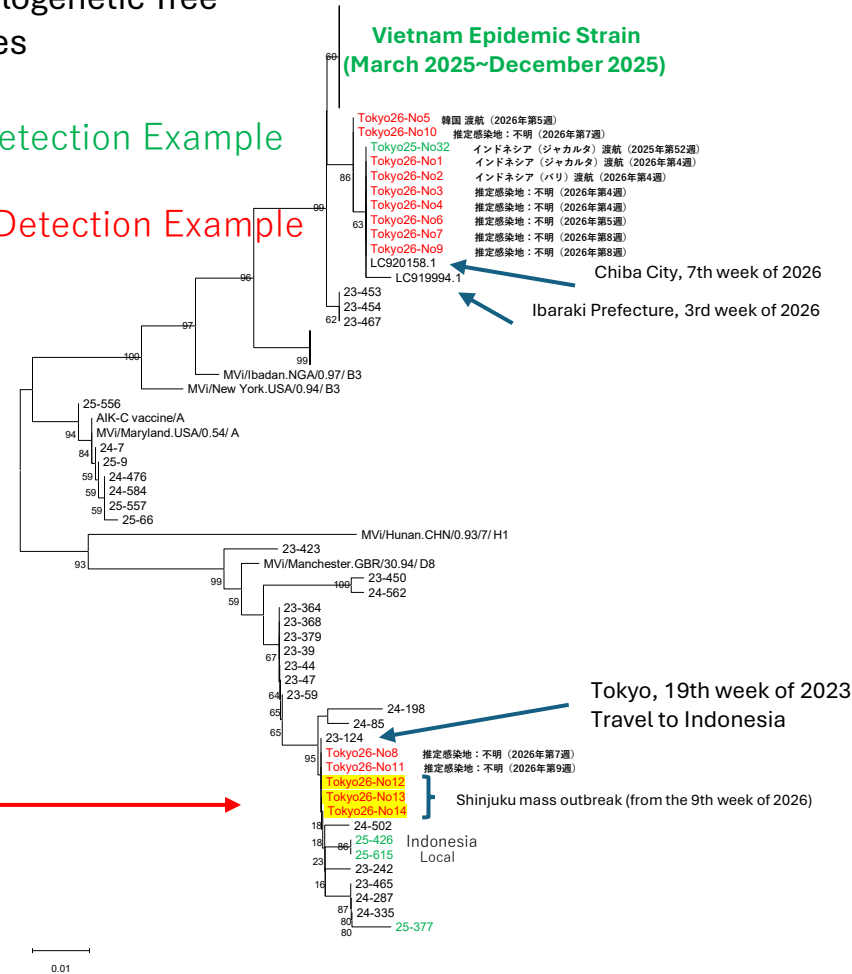 logenetic Tree
es
etection Example
Detection Example
Vietnam Epidemic Strain
(March 2025~December 2025)
60
Tokyo26-No5 韓国 渡航（2026年第5週）
Tokyo26-No10 推定感染地：不明（2026年第7週）
Tokyo25-No32 インドネシア（ジャカルタ）渡航（2025年第52週）
Tokyo26-No1 インドネシア（ジャカルタ）渡航（2026年第4週）
86
Tokyo26-No2 インドネシア（バリ）渡航（2026年第4週）
Tokyo26-No3 推定感染地：不明（2026年第4週）
99
Tokyo26-No4 推定感染地：不明（2026年第4週）
63
Tokyo26-No6 推定感染地：不明（2026年第5週）
Tokyo26-No7 推定感染地：不明（2026年第8週）
Tokyo26-No9 推定感染地：不明（2026年第8週）
LC920158.1
Chiba City, 7th week of 2026
96
LC919994.1
23-453
23-454
Ibaraki Prefecture, 3rd week of 2026
62
23-467
97
99
100
MVi/Ibadan.NGA/0.97/ B3
MVi/New York.USA/0.94/ B3
25-556
AIK-C vaccine/A
94
MVi/Maryland.USA/0.54/ A
84
24-7
25-9
59
24-476
59
24-584
59
25-557
25-66
MVi/Hunan.CHN/0.93/7/ H1
23-423
93
MVi/Manchester.GBR/30.94/ D8
99
23-450
100
24-562
59
23-364
23-368
23-379
23-39
67
23-44
23-47
64
23-59
65
65
24-198
24-85
Tokyo, 19th week of 2023
Travel to Indonesia
23-124
95
Tokyo26-No8 推定感染地：不明（2026年第7週）
Tokyo26-No11 推定感染地：不明（2026年第9週）
Tokyo26-No12
Tokyo26-No13
Tokyo26-No14
Shinjuku mass outbreak (from the 9th week of 2026)
18
24-502
18
25-426
86
25-615
Indonesia
Local
23
23-242
16
23-465
24-287
87
24-335
80
80
25-377
0.01